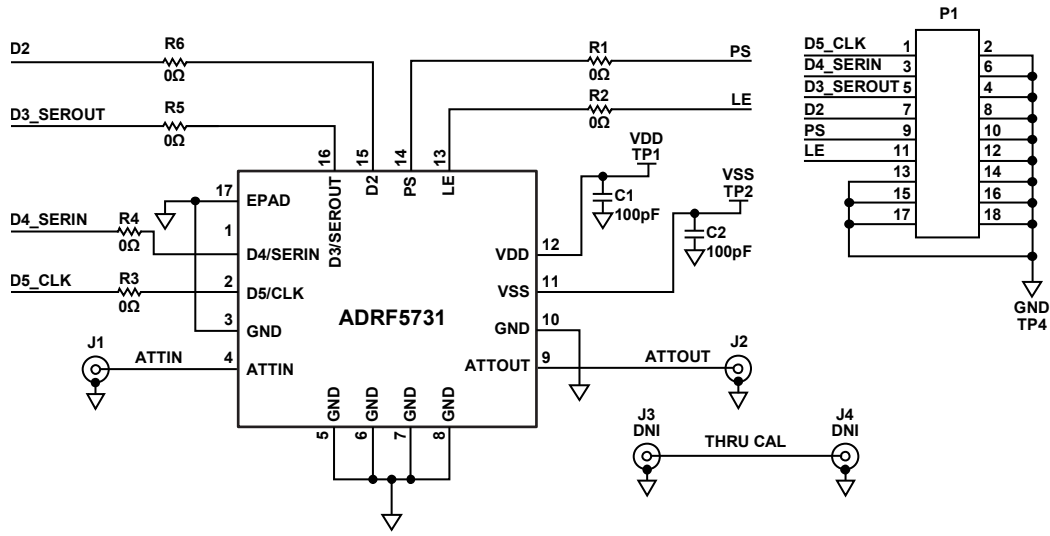 P1
D2
R6
0Ω
R1
0Ω
PS
D3_SEROUT
R5
0Ω
R2
0Ω
LE
16
15
14
13
D3/SEROUT
D2
PS
LE
VDD
TP1
C1
100pF
VSS
TP2
C2
100pF
17
EPAD
D4_SERIN
R4
0Ω
1
D4/SERIN
D5_CLK
R3
0Ω
2
D5/CLK
3
GND
J1
ATTIN
4
ATTIN
ADRF5731
VDD
12
VSS
11
GND
10
ATTOUT
9
ATTOUT
J2
GND
GND
GND
GND
5
6
7
8
J3
DNI
THRU CAL
J4
DNI
D5_CLK
1
2
D4_SERIN
3
6
D3_SEROUT
5
4
D2
7
8
PS
9
10
LE
11
12
13
14
15
16
17
18
GND
TP4